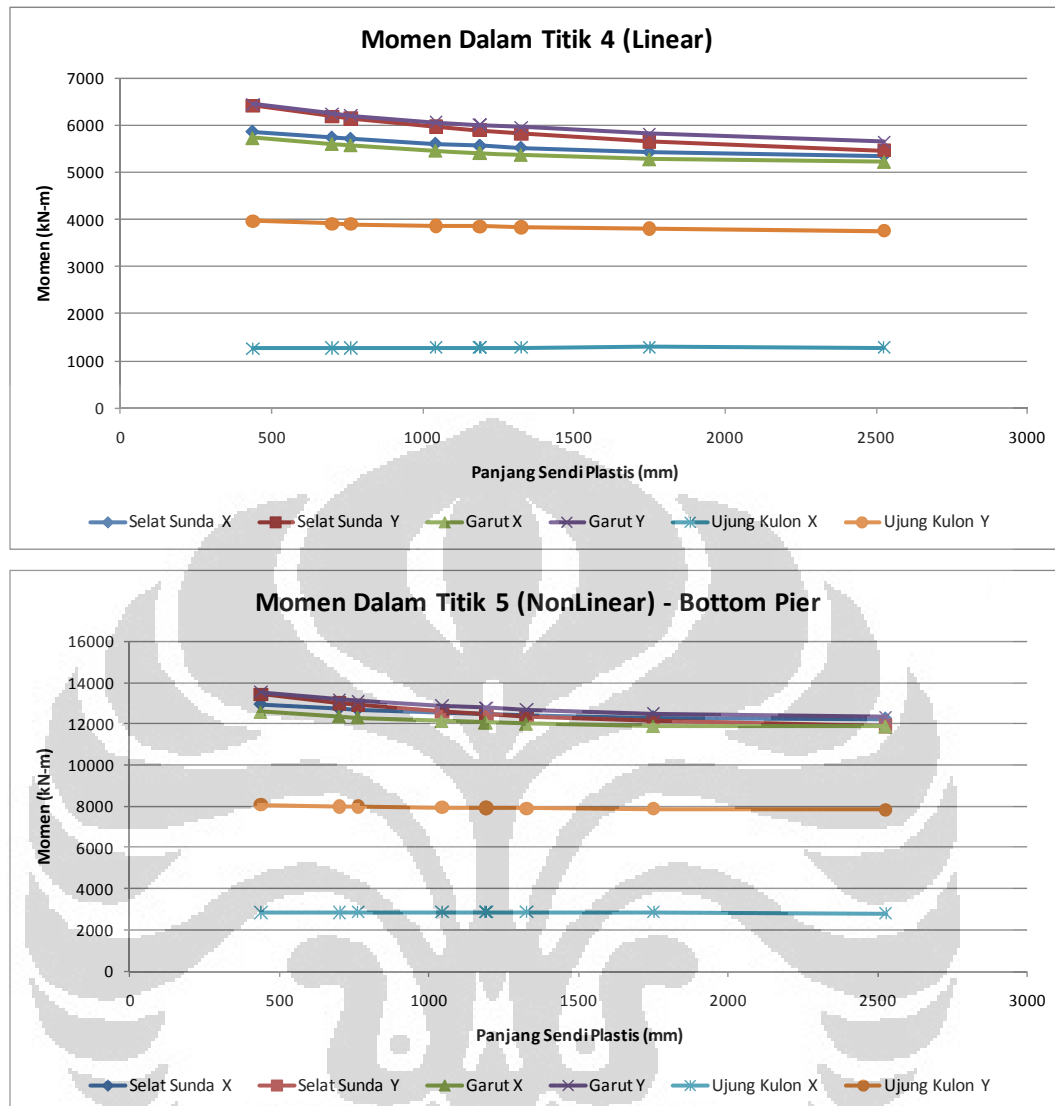 Momen Dalam Titik 4 (Linear)
7000
6000
5000
4000
3000
2000
1000
0
Momen (kN-m)
0 500 1000 1500 2000 2500 3000
Panjang Sendi Plastis (mm)
Selat Sunda X Selat Sunda Y Garut X Garut Y Ujung Kulon X Ujung Kulon Y
Momen Dalam Titik 5 (NonLinear) - Bottom Pier
16000
14000
12000
10000
8000
6000
4000
2000
0
Momen (kN-m)
0 500 1000 1500 2000 2500 3000
Panjang Sendi Plastis (mm)
Selat Sunda X Selat Sunda Y Garut X Garut Y Ujung Kulon X Ujung Kulon Y